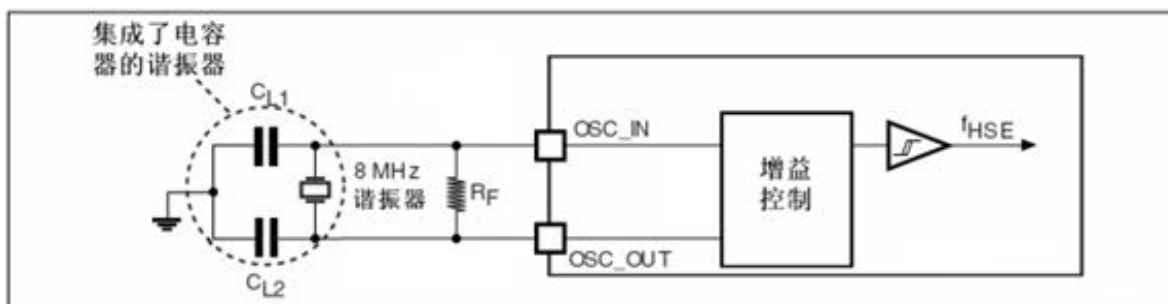 集成了电容
器的谐振器
CL1
OSC_IN
fHSE
8 MHz
谐振器
RF
增益
控制
OSC_OUT
CL2